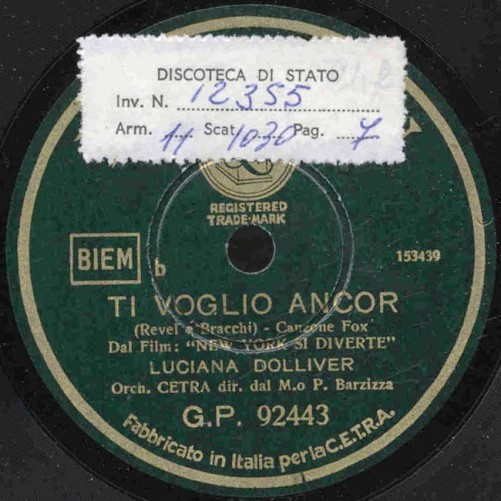 DISCOTECA DI STATO
Inv. N. 12355
Arm. 11 Scat. 1030 Pag. 7
REGISTERED
TRADE-MARK
BIEM b
153439
TI VOGLIO ANCOR
(Revel e Bracchi) - Canzone Fox
Dal Film: "NEW YORK SI DIVERTE"
LUCIANA DOLLIVER
Orch. CETRA dir. dal M.o P. Barzizza
G.P. 92443
Fabbricato in Italia per la C.E.T.R.A.